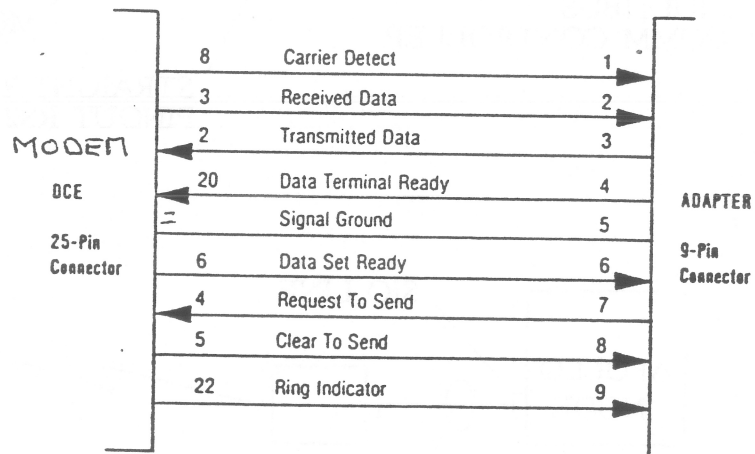 8 Carrier Detect 1
3 Received Data 2
MODEM 2 Transmitted Data 3
DCE 20 Data Terminal Ready 4 ADAPTER
= Signal Ground 5
25-Pin Connector 6 Data Set Ready 6 9-Pin Connector
4 Request To Send 7
5 Clear To Send 8
22 Ring Indicator 9